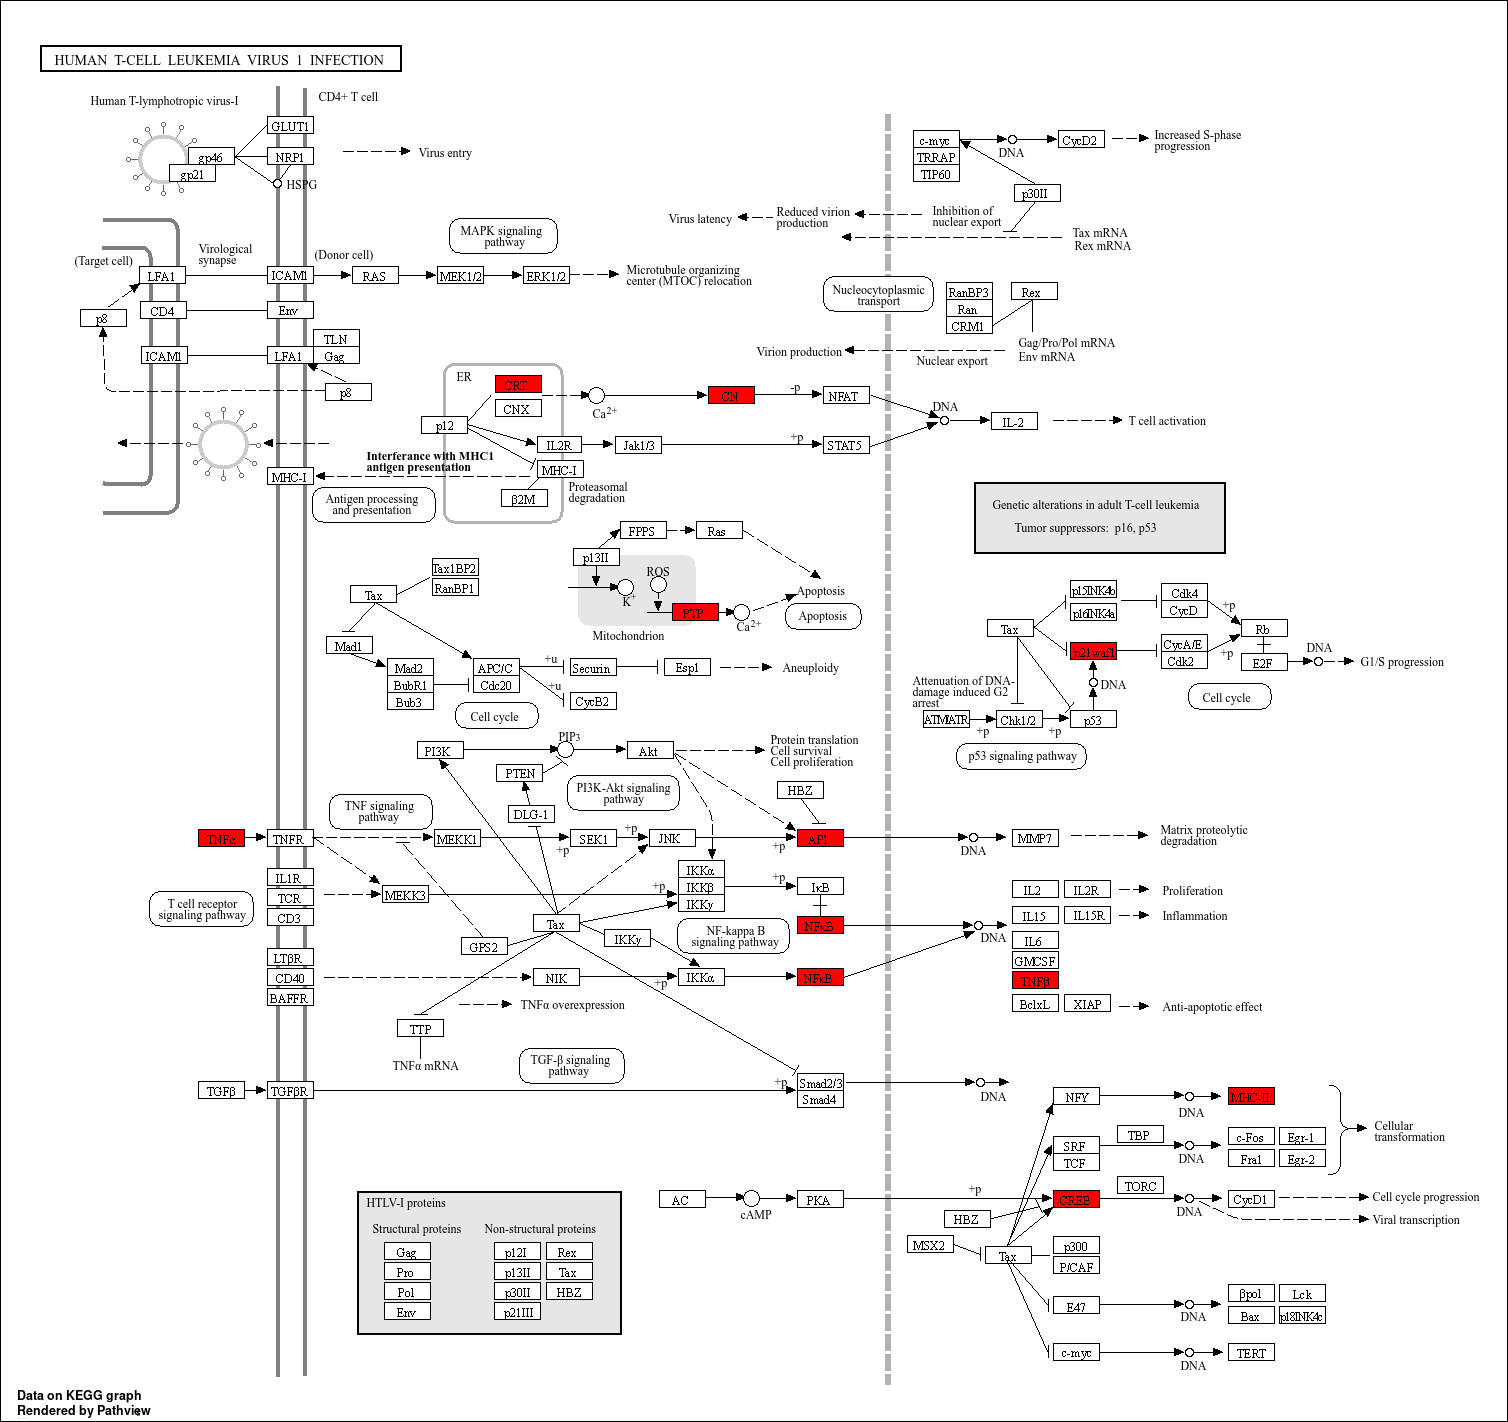 HUMAN T-CELL LEUKEMIA VIRUS 1 INFECTION
Human T-lymphotropic virus-I
CD4+ T cell
GLUT1
gp46
gp21
NRP1
HSPG
Virus entry
c-myc
TRRAP
TIP60
DNA
CycD2
Increased S-phase
progression
p30II
Virus latency
Reduced virion
production
Inhibition of
nuclear export
Tax mRNA
Rex mRNA
MAPK signaling
pathway
(Target cell)
Virological
synapse
(Donor cell)
LFA1
ICAM1
RAS
MEK1/2
ERK1/2
Microtubule organizing
center (MTOC) relocation
p8
CD4
Env
Nucleocytoplasmic
transport
RanBP3
Ran
CRM1
Rex
Gag/Pro/Pol mRNA
Env mRNA
Virion production
Nuclear export
ICAM1
LFA1
TLN
Gag
p8
ER
CRT
CNX
Ca2+
CN
-p
NFAT
DNA
IL-2
T cell activation
p12
IL2R
Jak1/3
+p
STAT5
Interferance with MHC1
antigen presentation
MHC-I
MHC-I
β2M
Proteasomal
degradation
Antigen processing
and presentation
Genetic alterations in adult T-cell leukemia
Tumor suppressors: p16, p53
FPPS
Ras
p13II
ROS
K+
PTP
Ca2+
Mitochondrion
Apoptosis
Apoptosis
Tax1BP2
RanBP1
Tax
Mad1
Mad2
BubR1
Bub3
APC/C
Cdc20
+u
+u
Securin
CycB2
Esp1
Aneuploidy
Cell cycle
p15INK4b
p16INK4a
Cdk4
CycD
+p
Tax
p21waf1
CycA/E
Cdk2
+p
Rb
E2F
DNA
G1/S progression
Attenuation of DNA-
damage induced G2
arrest
DNA
ATM/ATR
+p
Chk1/2
+p
p53
Cell cycle
p53 signaling pathway
PI3K
PIP3
Akt
Protein translation
Cell survival
Cell proliferation
PTEN
PI3K-Akt signaling
pathway
DLG-1
HBZ
TNF signaling
pathway
TNFα
TNFR
MEKK1
+p
SEK1
+p
JNK
+p
AP1
DNA
MMP7
Matrix proteolytic
degradation
IL1R
TCR
CD3
T cell receptor
signaling pathway
MEKK3
+p
IKKα
IKKβ
IKKγ
+p
IκB
NFκB
IL2
IL2R
Proliferation
IL15
IL15R
Inflammation
Tax
GPS2
IKKγ
NF-kappa B
signaling pathway
DNA
IL6
GMCSF
TNFβ
LTβR
CD40
BAFFR
NIK
+p
IKKα
NFκB
BclxL
XIAP
Anti-apoptotic effect
TNFα overexpression
TTP
TNFα mRNA
TGF-β signaling
pathway
TGFβ
TGFβR
+p
Smad2/3
Smad4
DNA
NFY
DNA
MHC-II
SRF
TCF
TBP
DNA
c-Fos
Egr-1
Fra1
Egr-2
Cellular
transformation
AC
cAMP
PKA
+p
CREB
TORC
DNA
CycD1
Cell cycle progression
Viral transcription
HBZ
MSX2
Tax
p300
P/CAF
E47
DNA
βpol
Lck
Bax
p18INK4c
c-myc
DNA
TERT
HTLV-I proteins
Structural proteins
Non-structural proteins
Gag
p12I
Rex
Pro
p13II
Tax
Pol
p30II
HBZ
Env
p21III
Data on KEGG graph
Rendered by Pathview